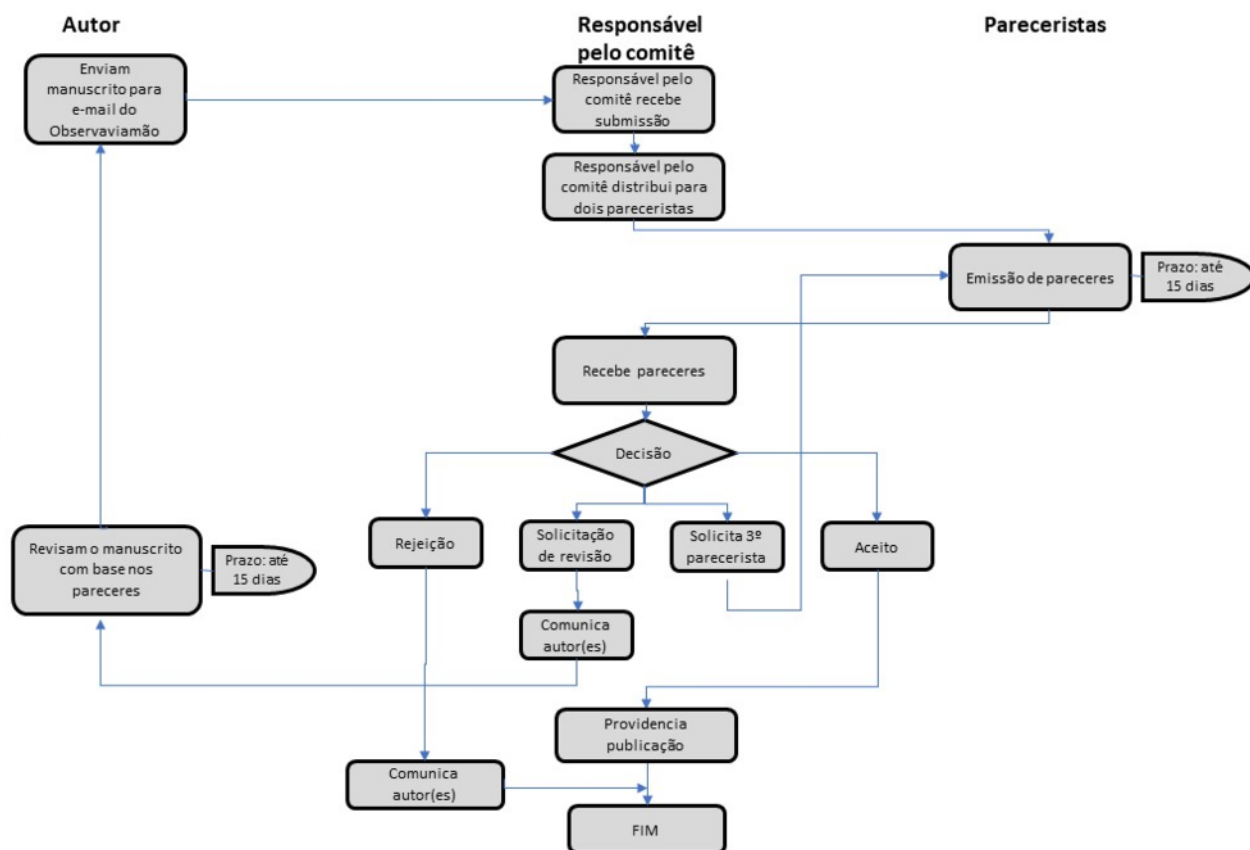 Autor
Responsável
pelo comitê
Pareceristas
Enviam
manuscrito para
e-mail do
Observaviamão
Responsável pelo
comitê recebe
submissão
Responsável pelo
comitê distribui para
dois pareceristas
Emissão de pareceres
Prazo: até
15 dias
Recebe pareceres
Decisão
Rejeição
Solicitação
de revisão
Solicita 3º
parecerista
Aceito
Revisam o manuscrito
com base nos
pareceres
Prazo: até
15 dias
Comunica
autor(es)
Providencia
publicação
Comunica
autor(es)
FIM